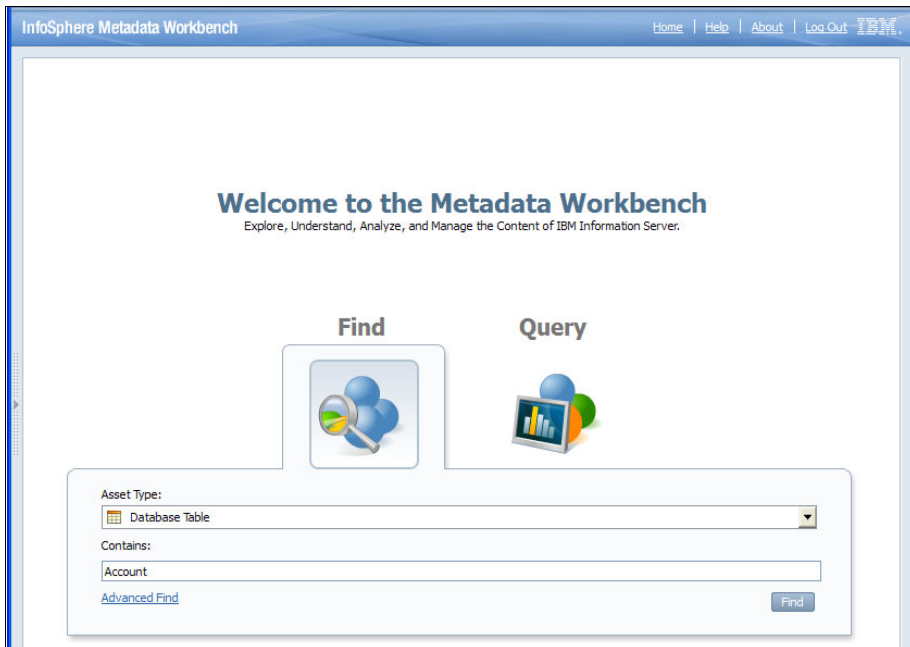 InfoSphere Metadata Workbench
Home | Help | About | Log Out IBM.
Welcome to the Metadata Workbench
Explore, Understand, Analyze, and Manage the Content of IBM Information Server.
Find Query
Asset Type:
Database Table
Contains:
Account
Advanced Find Find